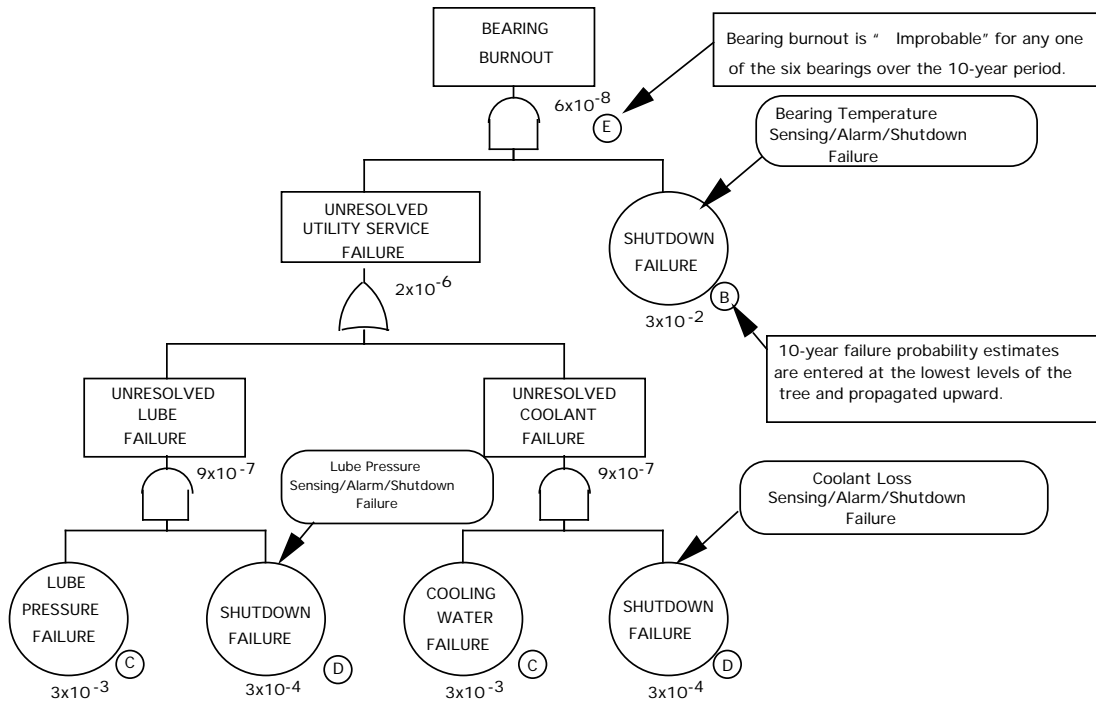 BEARING
BURNOUT
6x10-8
E
Bearing burnout is “ Improbable” for any one
of the six bearings over the 10-year period.
Bearing Temperature
Sensing/Alarm/Shutdown
Failure
UNRESOLVED
UTILITY SERVICE
FAILURE
2x10-6
SHUTDOWN
FAILURE
B
3x10-2
10-year failure probability estimates
are entered at the lowest levels of the
tree and propagated upward.
UNRESOLVED
LUBE
FAILURE
9x10-7
UNRESOLVED
COOLANT
FAILURE
9x10-7
Lube Pressure
Sensing/Alarm/Shutdown
Failure
Coolant Loss
Sensing/Alarm/Shutdown
Failure
LUBE
PRESSURE
FAILURE
C
3x10-3
SHUTDOWN
FAILURE
D
3x10-4
COOLING
WATER
FAILURE
C
3x10-3
SHUTDOWN
FAILURE
D
3x10-4